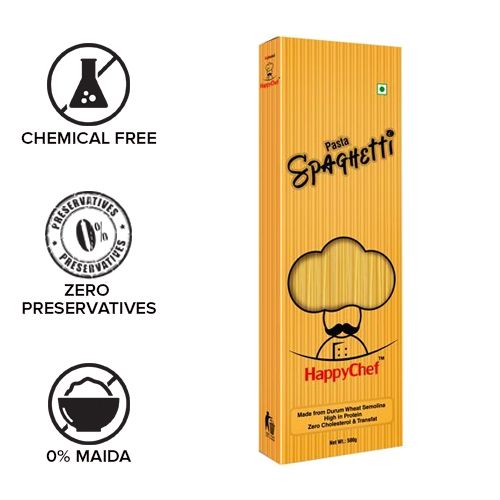 CHEMICAL FREE
PRESERVATIVES
0%
PRESERVATIVES
ZERO
PRESERVATIVES
0% MAIDA
HappyChef
Pasta
SPAGHETTI
HappyChef™
Made from Durum Wheat Semolina
High in Protein
Zero Cholesterol & Transfat
Net Wt.: 500g